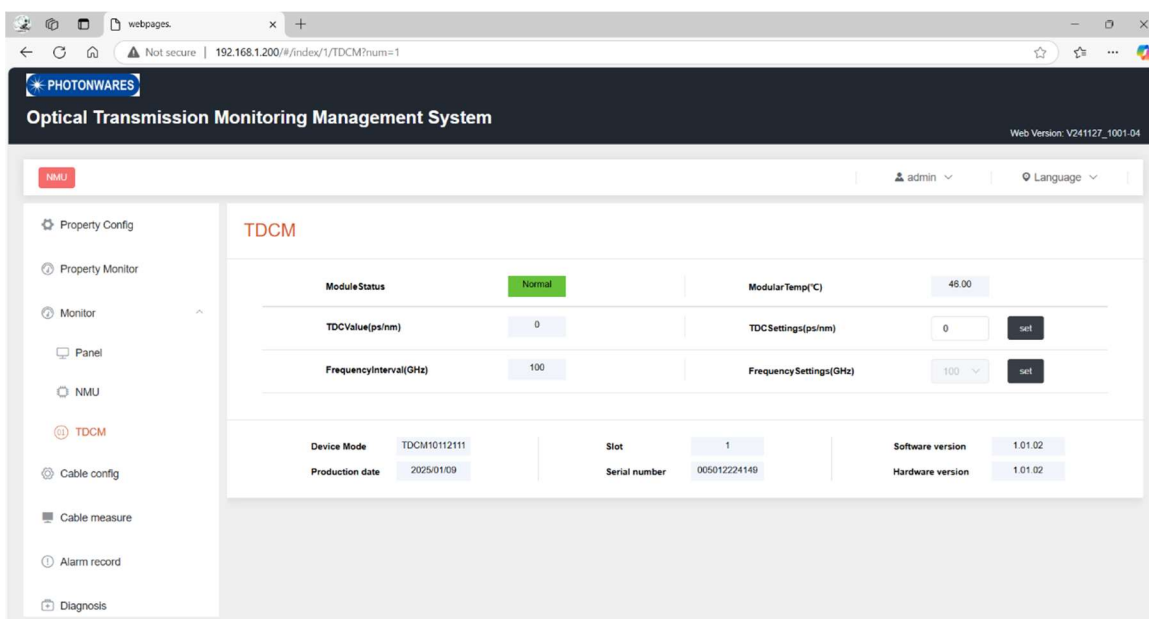 webpages.
Not secure | 192.168.1.200/#/index/1/TDCM?num=1
PHOTONWARES
Optical Transmission Monitoring Management System
Web Version: V241127_1001-04
NMU
admin
Language
Property Config
Property Monitor
Monitor
Panel
NMU
01 TDCM
Cable config
Cable measure
Alarm record
Diagnosis
TDCM
ModuleStatus Normal ModularTemp(℃) 46.00
TDCValue(ps/nm) 0 TDCSettings(ps/nm) 0 set
FrequencyInterval(GHz) 100 FrequencySettings(GHz) 100 set
Device Mode TDCM10112111 Slot 1 Software version 1.01.02
Production date 2025/01/09 Serial number 005012224149 Hardware version 1.01.02